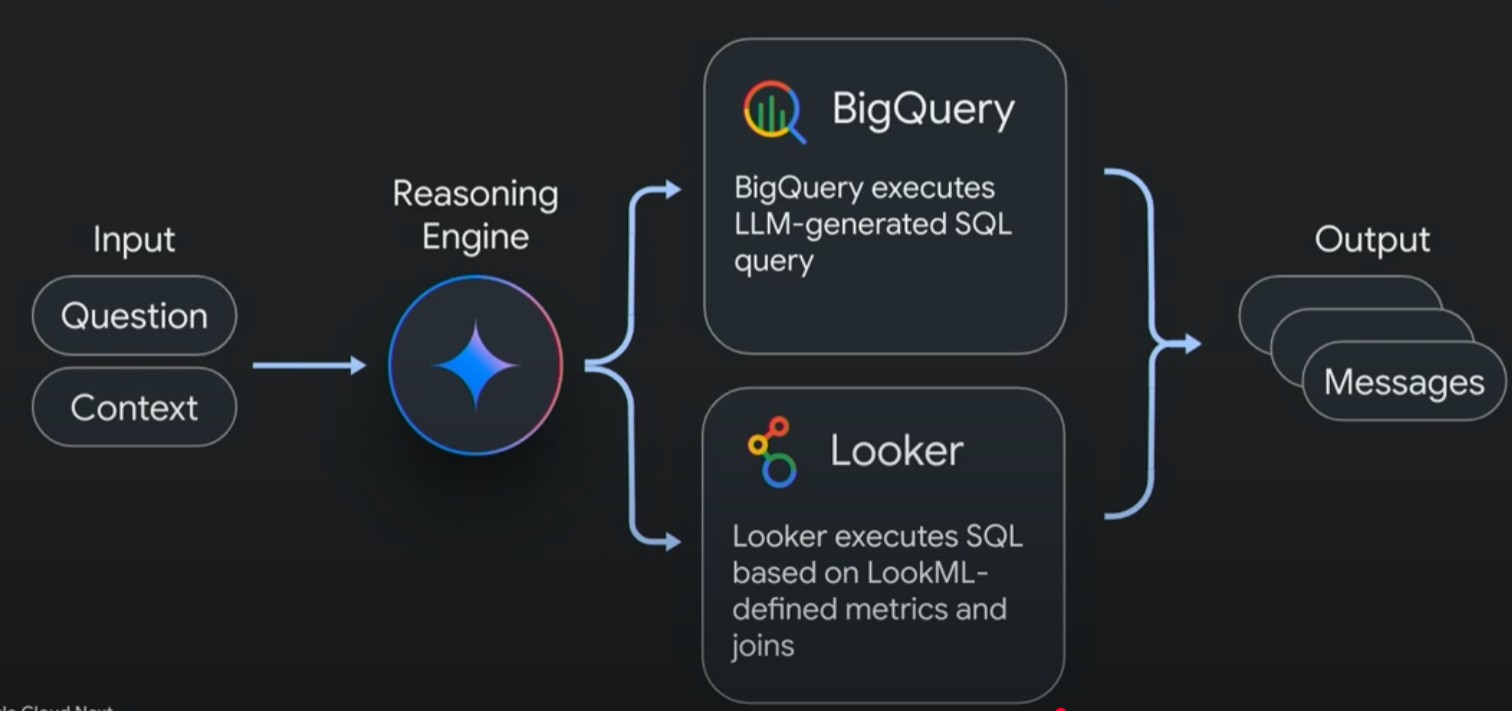 Input
Question
Context
Reasoning
Engine
BigQuery
BigQuery executes
LLM-generated SQL
query
Looker
Looker executes SQL
based on LookML-
defined metrics and
joins
Output
Messages
Cloud Next